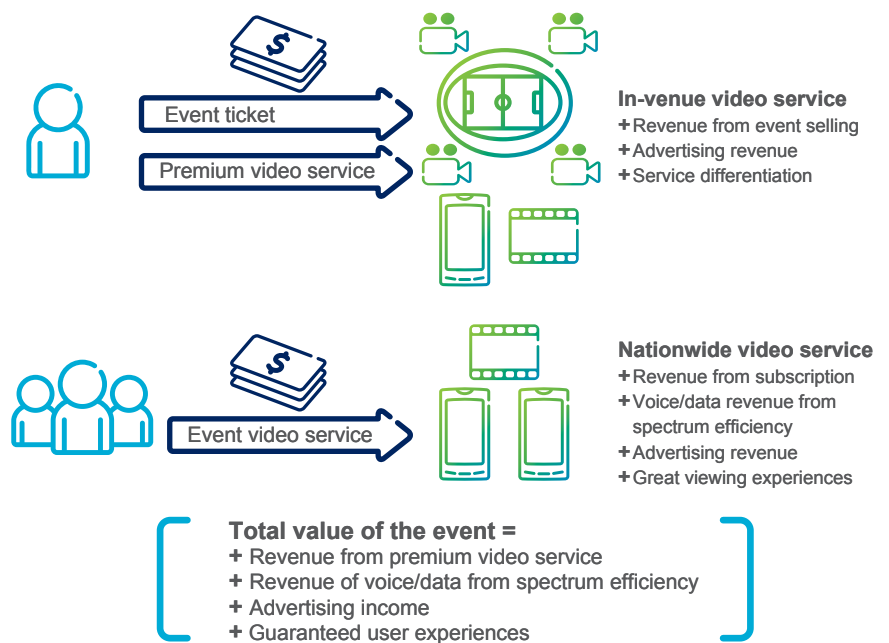 $
Event ticket
Premium video service
In-venue video service
+ Revenue from event selling
+ Advertising revenue
+ Service differentiation
$
Event video service
Nationwide video service
+ Revenue from subscription
+ Voice/data revenue from
spectrum efficiency
+ Advertising revenue
+ Great viewing experiences
Total value of the event =
+ Revenue from premium video service
+ Revenue of voice/data from spectrum efficiency
+ Advertising income
+ Guaranteed user experiences